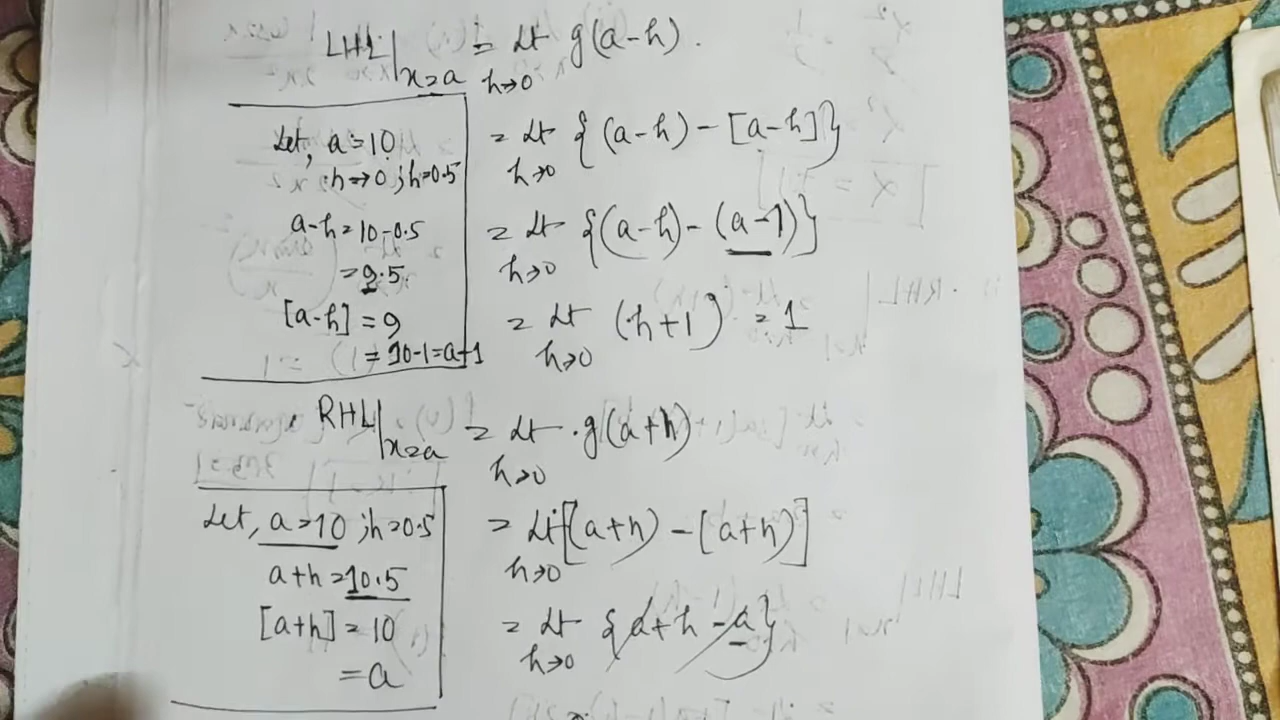 LHL|x=a = Lt h→0 g(a-h).
Let, a=10
h→0; h=0.5
a-h=10-0.5
=9.5
[a-h]=9
=10-1=a-1
= Lt h→0 {(a-h)-[a-h]}
= Lt h→0 {(a-h)-(a-1)}
= Lt h→0 (-h+1) = 1
RHL|x=a = Lt h→0 g(a+h)
Let, a=10; h=0.5
a+h=10.5
[a+h]=10
=a
= Lt h→0 [(a+h)-[a+h)]
= Lt h→0 {a+h-a}